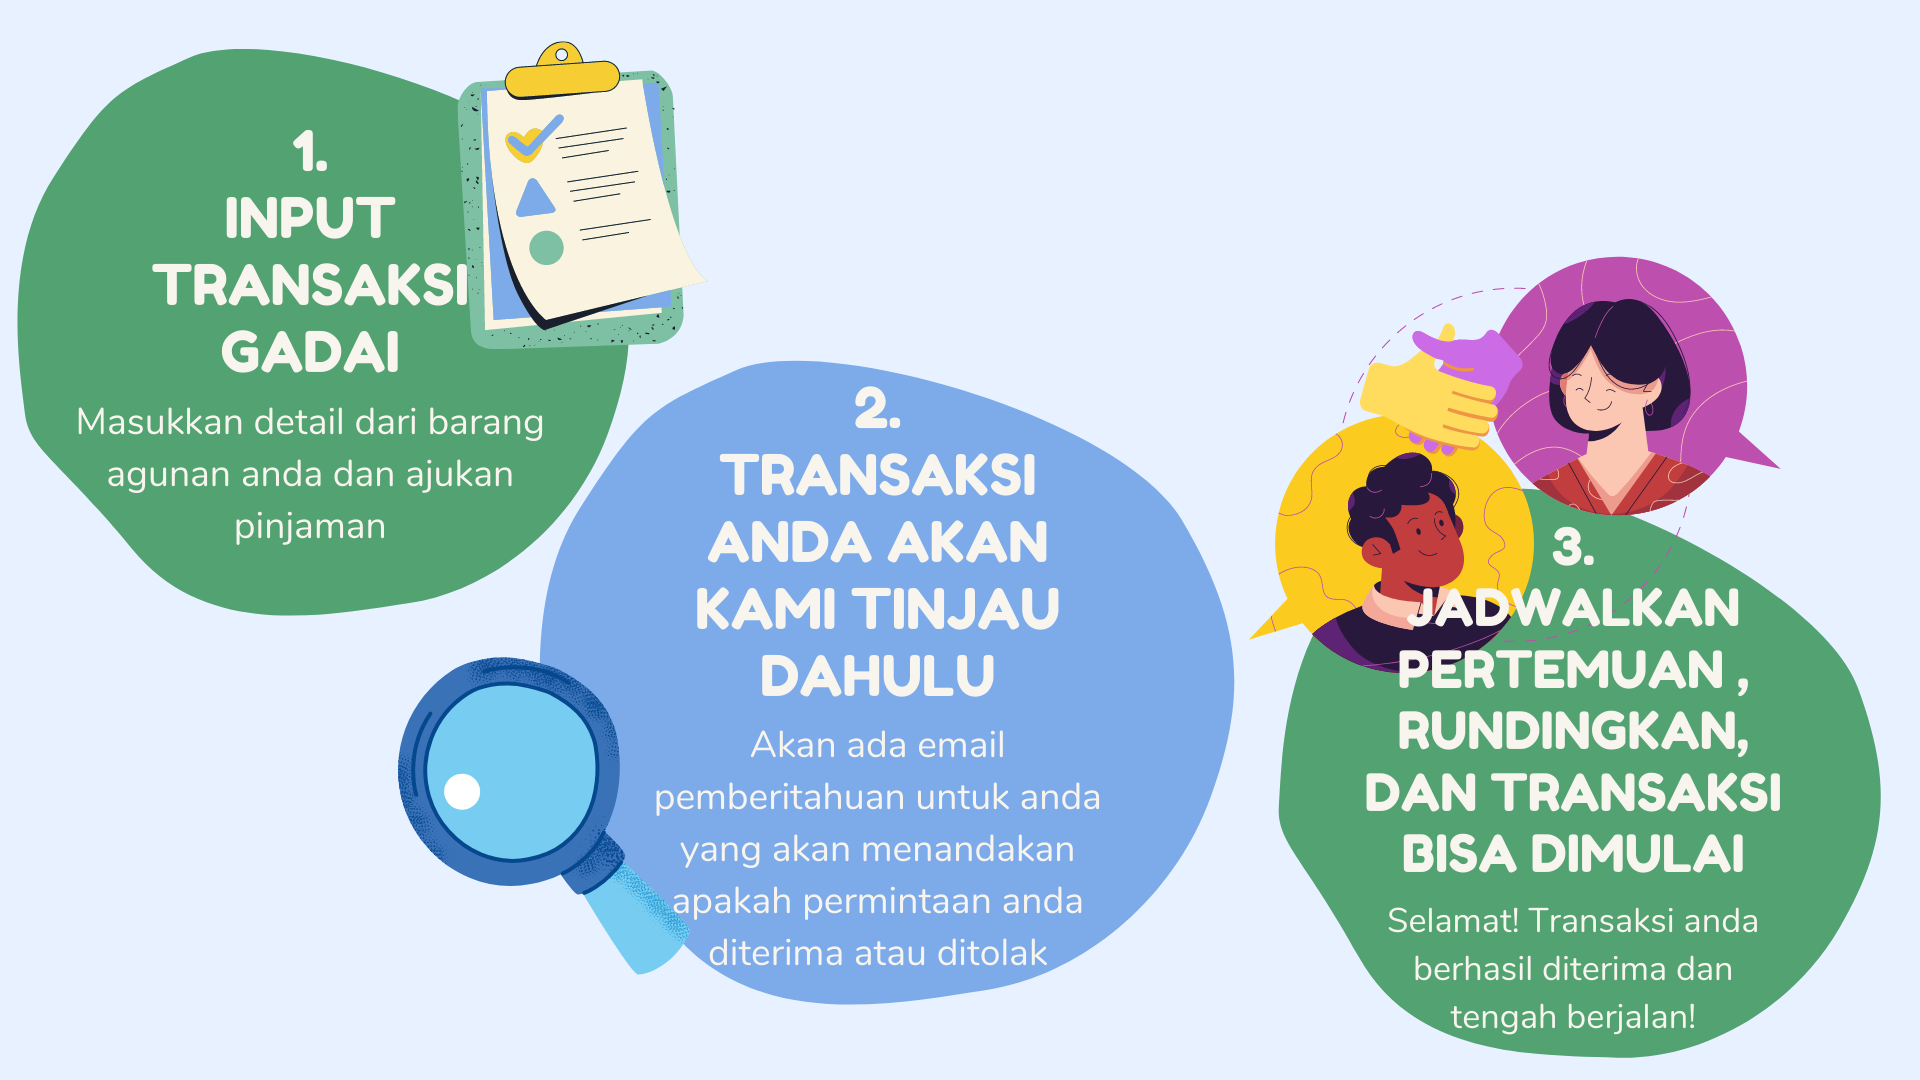 1.
INPUT
TRANSAKSI
GADAI
Masukkan detail dari barang
agunan anda dan ajukan
pinjaman
2.
TRANSAKSI
ANDA AKAN
KAMI TINJAU
DAHULU
Akan ada email
pemberitahuan untuk anda
yang akan menandakan
apakah permintaan anda
diterima atau ditolak
3.
JADWALKAN
PERTEMUAN ,
RUNDINGKAN,
DAN TRANSAKSI
BISA DIMULAI
Selamat! Transaksi anda
berhasil diterima dan
tengah berjalan!